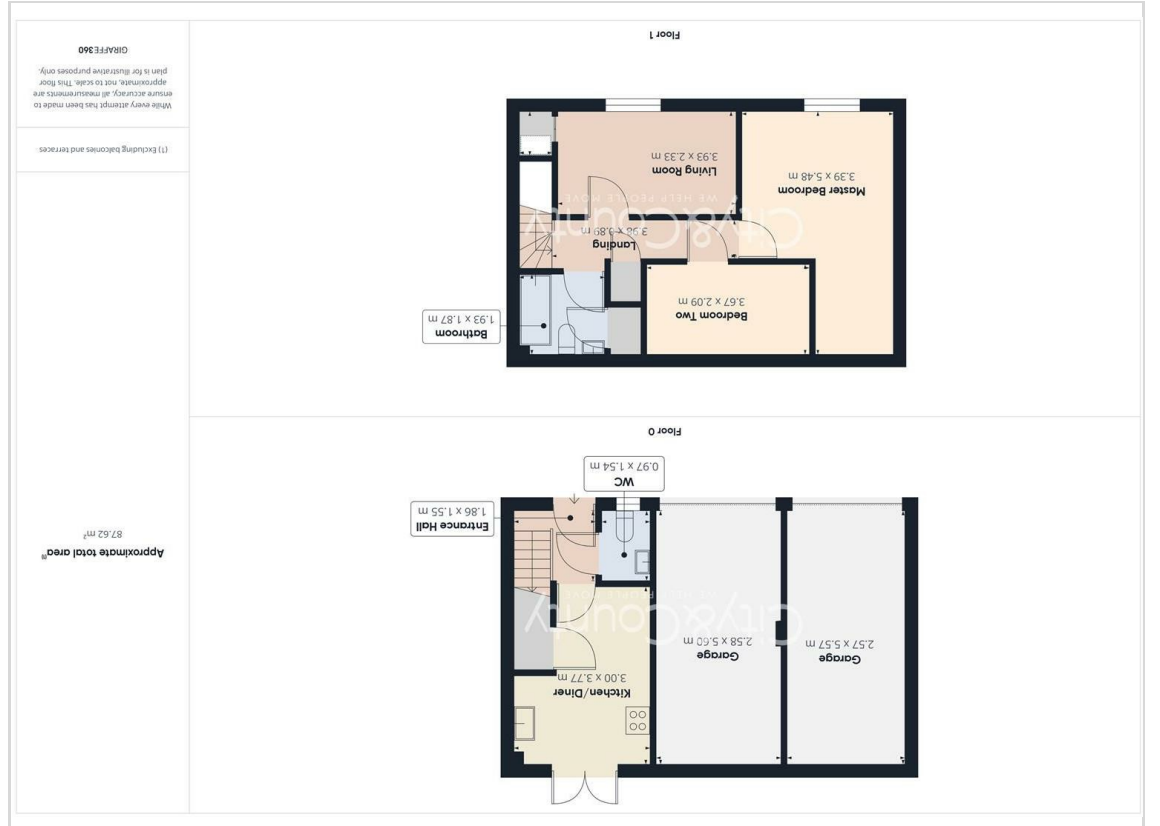 Floor 0
Kitchen/Diner
3.00 x 3.77 m
Garage
2.58 x 5.60 m
Garage
2.57 x 5.57 m
Entrance Hall
1.86 x 1.55 m
WC
0.97 x 1.54 m
City&County
WE HELP PEOPLE MOVE
Floor 1
Bathroom
1.93 x 1.87 m
Bedroom Two
3.67 x 2.09 m
Landing
3.98 x 0.89 m
Living Room
3.93 x 2.33 m
Master Bedroom
3.39 x 5.48 m
City&County
WE HELP PEOPLE MOVE
Approximate total area⁽¹⁾
87.62 m²
(1) Excluding balconies and terraces
While every attempt has been made to
ensure accuracy, all measurements are
approximate, not to scale. This floor
plan is for illustrative purposes only.
GIRAFFE360